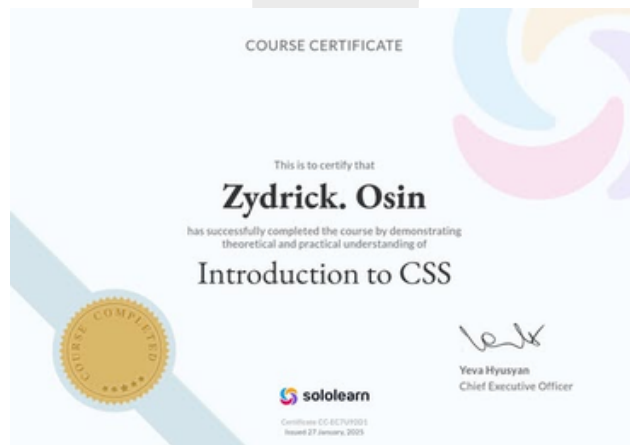 COURSE CERTIFICATE
This is to certify that
Zydrick. Osin
has successfully completed the course by demonstrating
theoretical and practical understanding of
Introduction to CSS
COURSE COMPLETED
Yeva Hyusyan
Chief Executive Officer
sololearn
Certificate
Issued 27 January, 2025